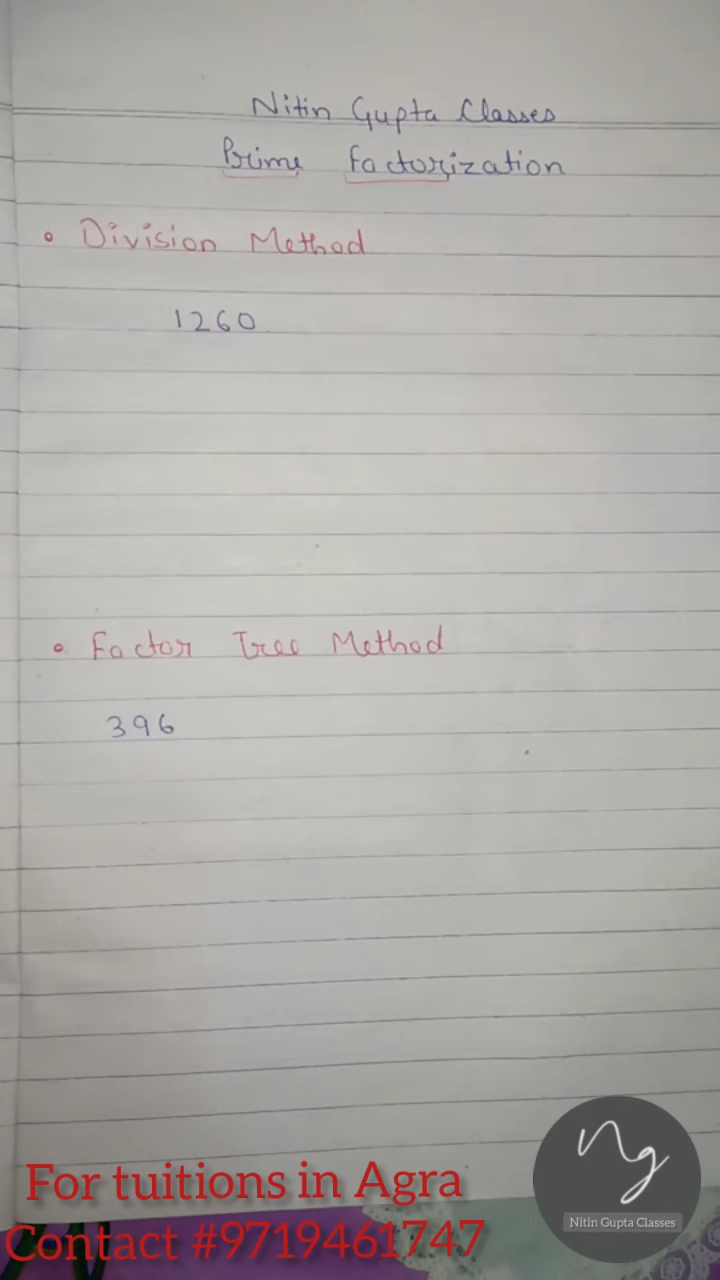 Nitin Gupta Classes
Prime Factorization
• Division Method
1260
• Factor Tree Method
396
ng
Nitin Gupta Classes
For tuitions in Agra
Contact #9719461747